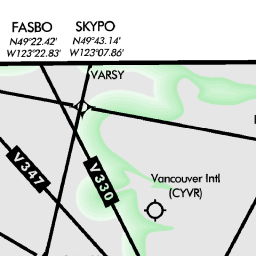 FASBO
N49°22.42'
W123°22.83'
SKYPO
N49°43.14'
W123°07.86'
VARSY
V347
V330
Vancouver Intl
(CYVR)